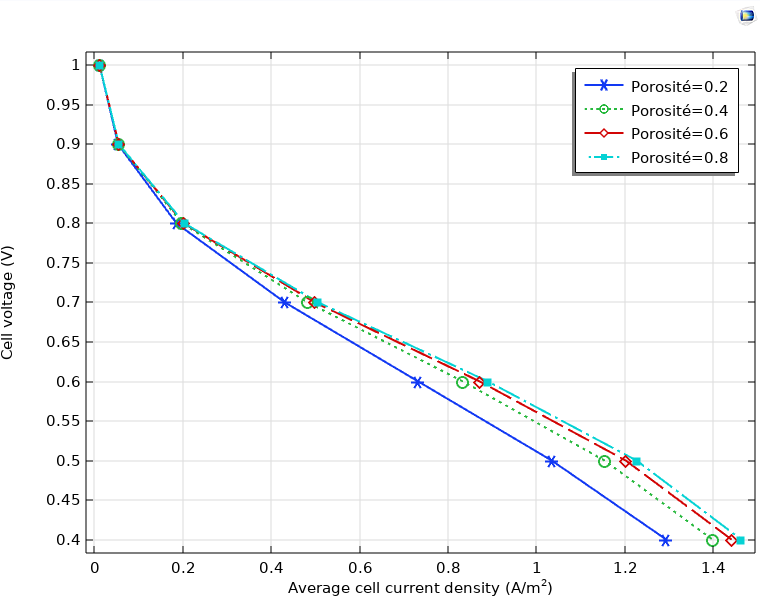 Porosité=0.2
Porosité=0.4
Porosité=0.6
Porosité=0.8
1
0.95
0.9
0.85
0.8
0.75
0.7
0.65
0.6
0.55
0.5
0.45
0.4
Cell voltage (V)
0 0.2 0.4 0.6 0.8 1 1.2 1.4
Average cell current density (A/m²)